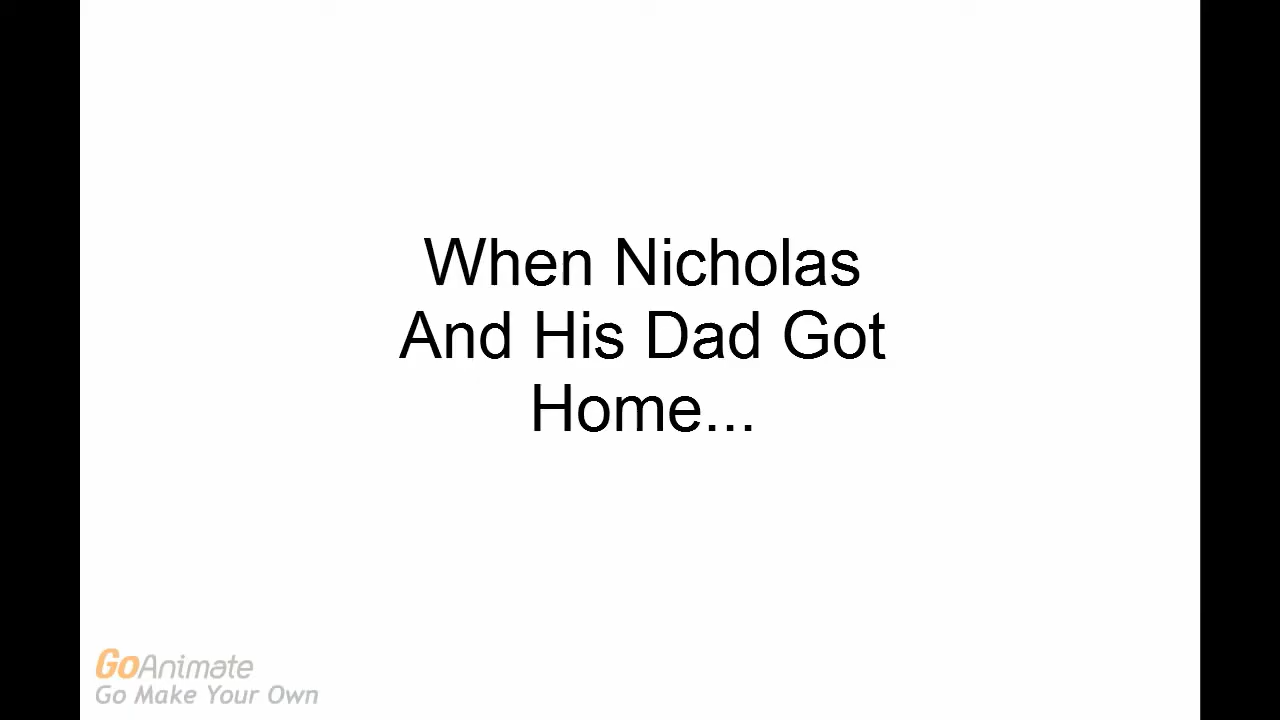 When Nicholas
And His Dad Got
Home...
GoAnimate
Go Make Your Own